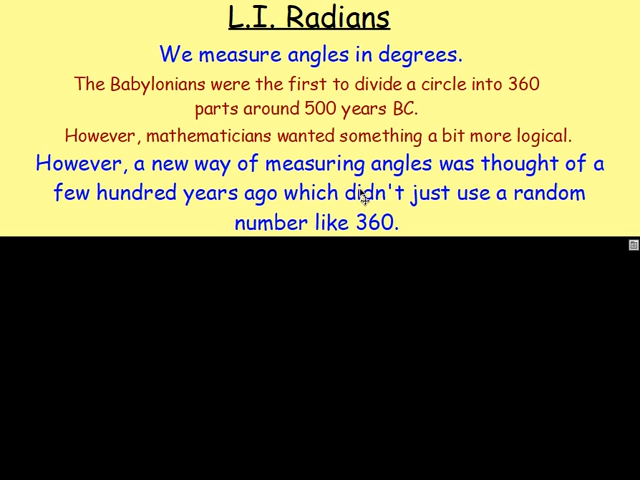 L.I. Radians
We measure angles in degrees.
The Babylonians were the first to divide a circle into 360
parts around 500 years BC.
However, mathematicians wanted something a bit more logical.
However, a new way of measuring angles was thought of a
few hundred years ago which didn't just use a random
number like 360.